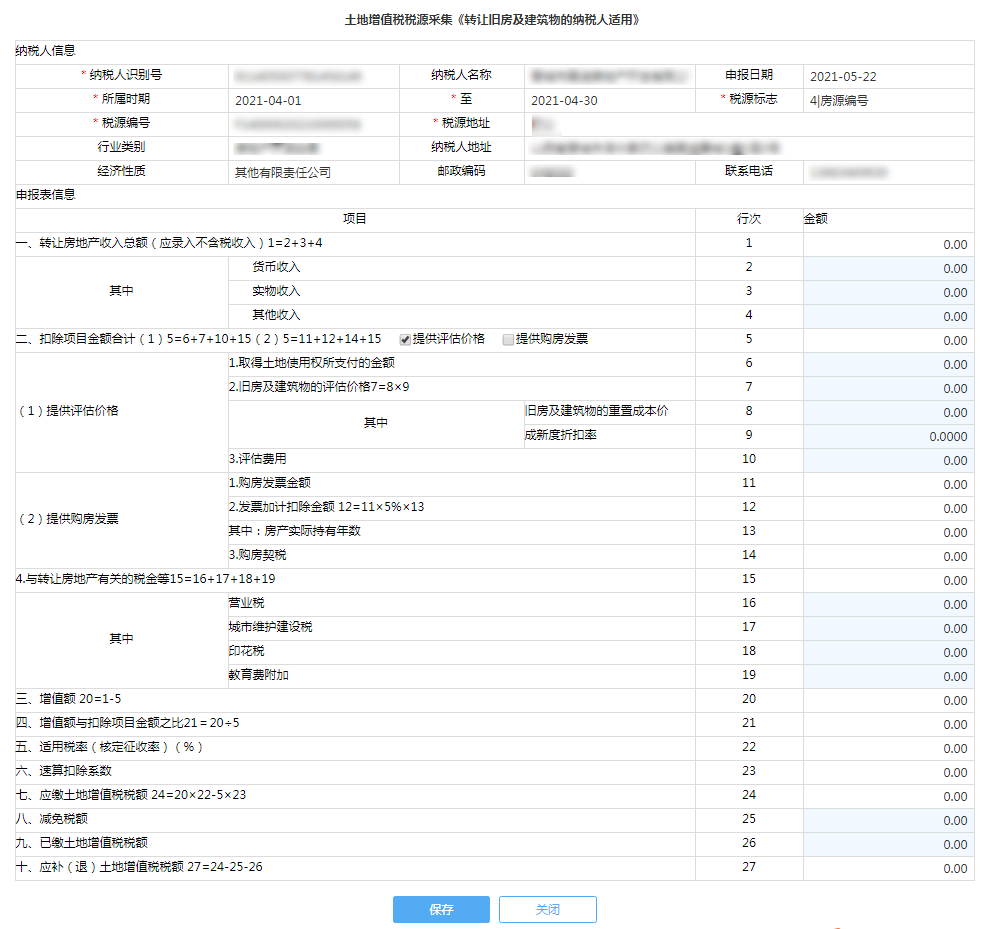 土地增值税税源采集《转让旧房及建筑物的纳税人适用》
纳税人信息
* 纳税人识别号 纳税人名称 申报日期 2021-05-22
* 所属时期 2021-04-01 * 至 2021-04-30 * 税源标志 4|房源编号
* 税源编号 * 税源地址
行业类别 纳税人地址
经济性质 其他有限责任公司 邮政编码 联系电话
申报表信息
项目 行次 金额
一、转让房地产收入总额（应录入不含税收入）1=2+3+4 1 0.00
其中 货币收入 2 0.00
实物收入 3 0.00
其他收入 4 0.00
二、扣除项目金额合计（1）5=6+7+10+15（2）5=11+12+14+15 提供评估价格 提供购房发票 5 0.00
（1）提供评估价格 1.取得土地使用权所支付的金额 6 0.00
2.旧房及建筑物的评估价格7=8×9 7 0.00
其中 旧房及建筑物的重置成本价 8 0.00
成新度折扣率 9 0.0000
3.评估费用 10 0.00
（2）提供购房发票 1.购房发票金额 11 0.00
2.发票加计扣除金额 12=11×5%×13 12 0.00
其中：房产实际持有年数 13 0.00
3.购房契税 14 0.00
4.与转让房地产有关的税金等15=16+17+18+19 15 0.00
其中 营业税 16 0.00
城市维护建设税 17 0.00
印花税 18 0.00
教育费附加 19 0.00
三、增值额 20=1-5 20 0.00
四、增值额与扣除项目金额之比21＝20÷5 21 0.00
五、适用税率（核定征收率）（%） 22 0.00
六、速算扣除系数 23 0.00
七、应缴土地增值税税额 24=20×22-5×23 24 0.00
八、减免税额 25 0.00
九、已缴土地增值税税额 26 0.00
十、应补（退）土地增值税税额 27=24-25-26 27 0.00
保存 关闭